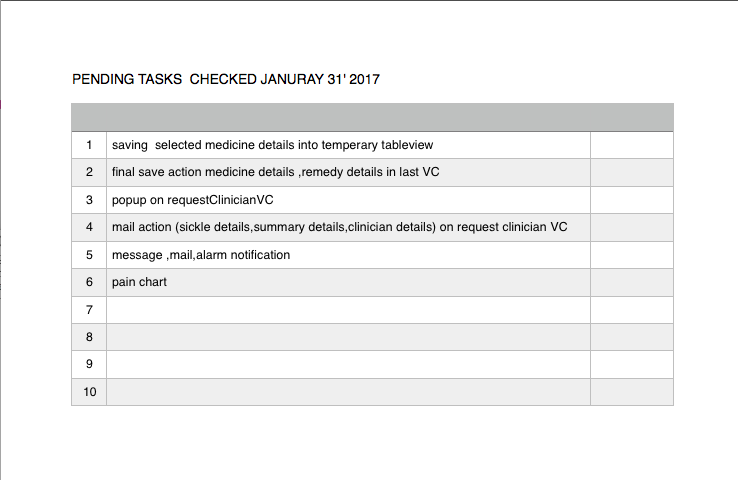 PENDING TASKS  CHECKED JANURAY 31' 2017
1 saving  selected medicine details into temperary tableview
2 final save action medicine details ,remedy details in last VC
3 popup on requestClinicianVC
4 mail action (sickle details,summary details,clinician details) on request clinician VC
5 message ,mail,alarm notification
6 pain chart
7
8
9
10